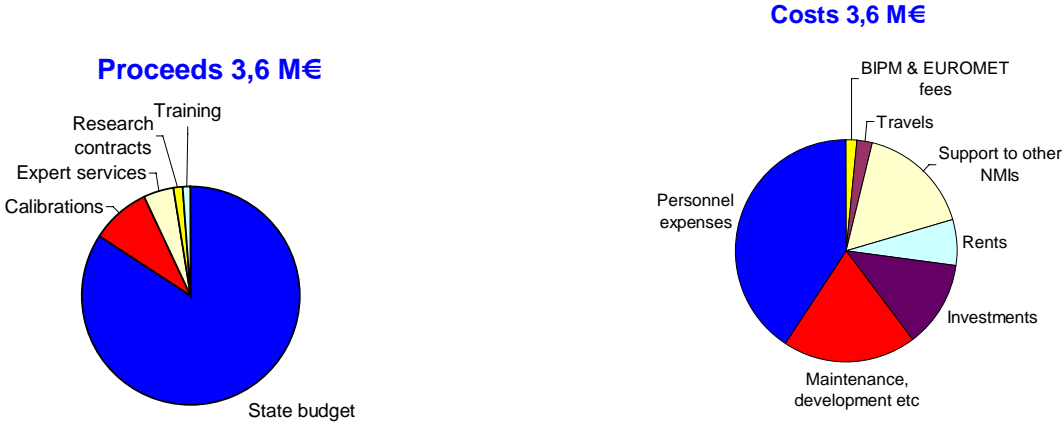 Proceeds 3,6 M€
Training
Research
contracts
Expert services
Calibrations
State budget
Costs 3,6 M€
BIPM & EUROMET
fees
Travels
Support to other
NMIs
Rents
Investments
Maintenance,
development etc
Personnel
expenses